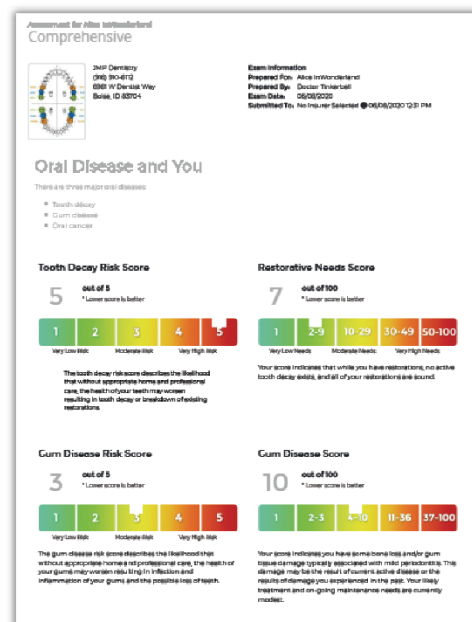 Assessment for Alice InWonderland
Comprehensive
JMP Dentistry
6981 W Dentist Way
Boise, ID 83704
Exam Information
Prepared For: Alice InWonderland
Prepared By: Doctor Tinkerbell
Exam Date: 06/08/2020
Submitted To: No Insurer Selected 06/08/2020 12:31 PM
Oral Disease and You
There are three major oral diseases:
Tooth decay
Gum disease
Oral cancer
Tooth Decay Risk Score
5
out of 5
* Lower score is better
1 2 3 4 5
Very Low Risk Moderate Risk Very High Risk
The tooth decay risk score describes the likelihood
that without appropriate home and professional
care, the health of your teeth may worsen
resulting in tooth decay or breakdown of existing
restorations.
Restorative Needs Score
7
out of 100
* Lower score is better
1 2-9 10-29 30-49 50-100
Very Low Needs Moderate Needs Very High Needs
Your score indicates that while you have restorations, no active
tooth decay exists, and all of your restorations are sound.
Gum Disease Risk Score
3
out of 5
* Lower score is better
1 2 3 4 5
Very Low Risk Moderate Risk Very High Risk
The gum disease risk score describes the likelihood that
without appropriate home and professional care, the health of
your gums may worsen resulting in infection and
inflammation of your gums and the possible loss of teeth.
Gum Disease Score
10
out of 100
* Lower score is better
1 2-3 4-10 11-36 37-100
Your score indicates you have some bone loss and/or gum
tissue damage typically associated with mild periodontitis. This
damage may be the result of current active disease or the
results of damage you experienced in the past. Your likely
treatment and on-going maintenance needs are currently
modest.